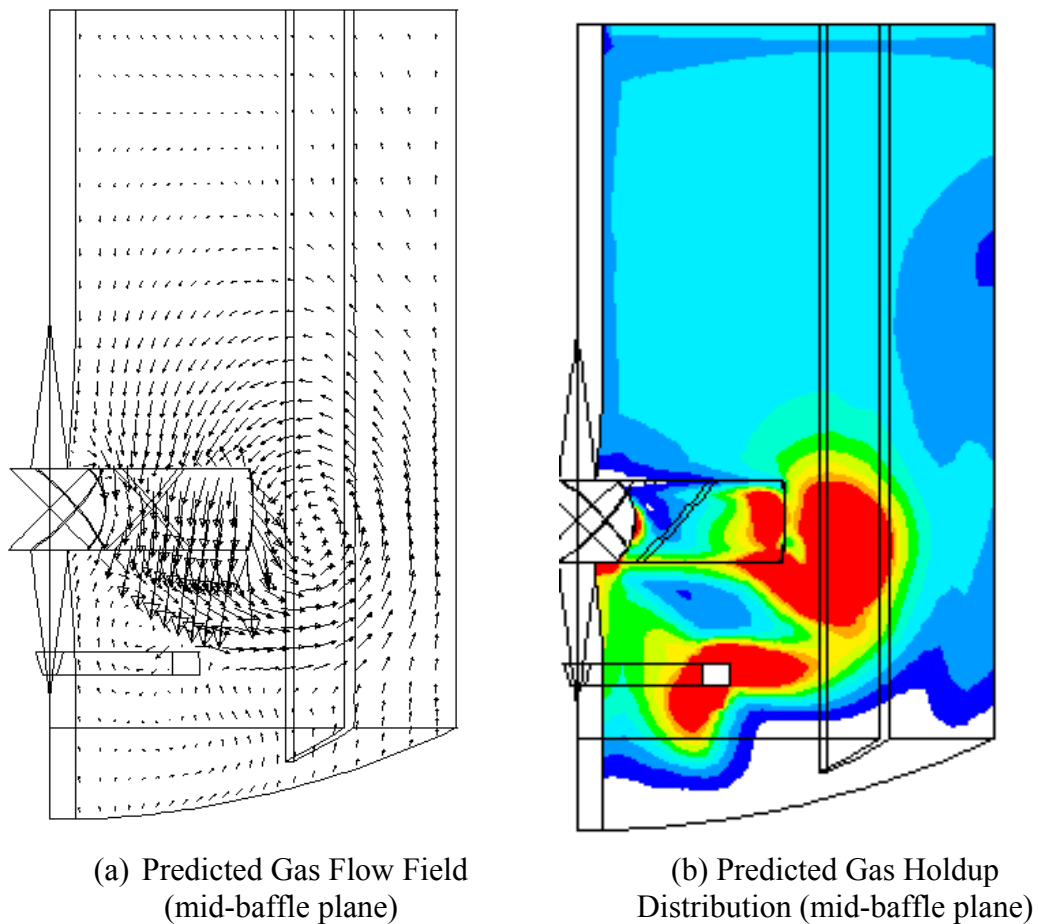 (a) Predicted Gas Flow Field
(mid-baffle plane)
(b) Predicted Gas Holdup
Distribution (mid-baffle plane)